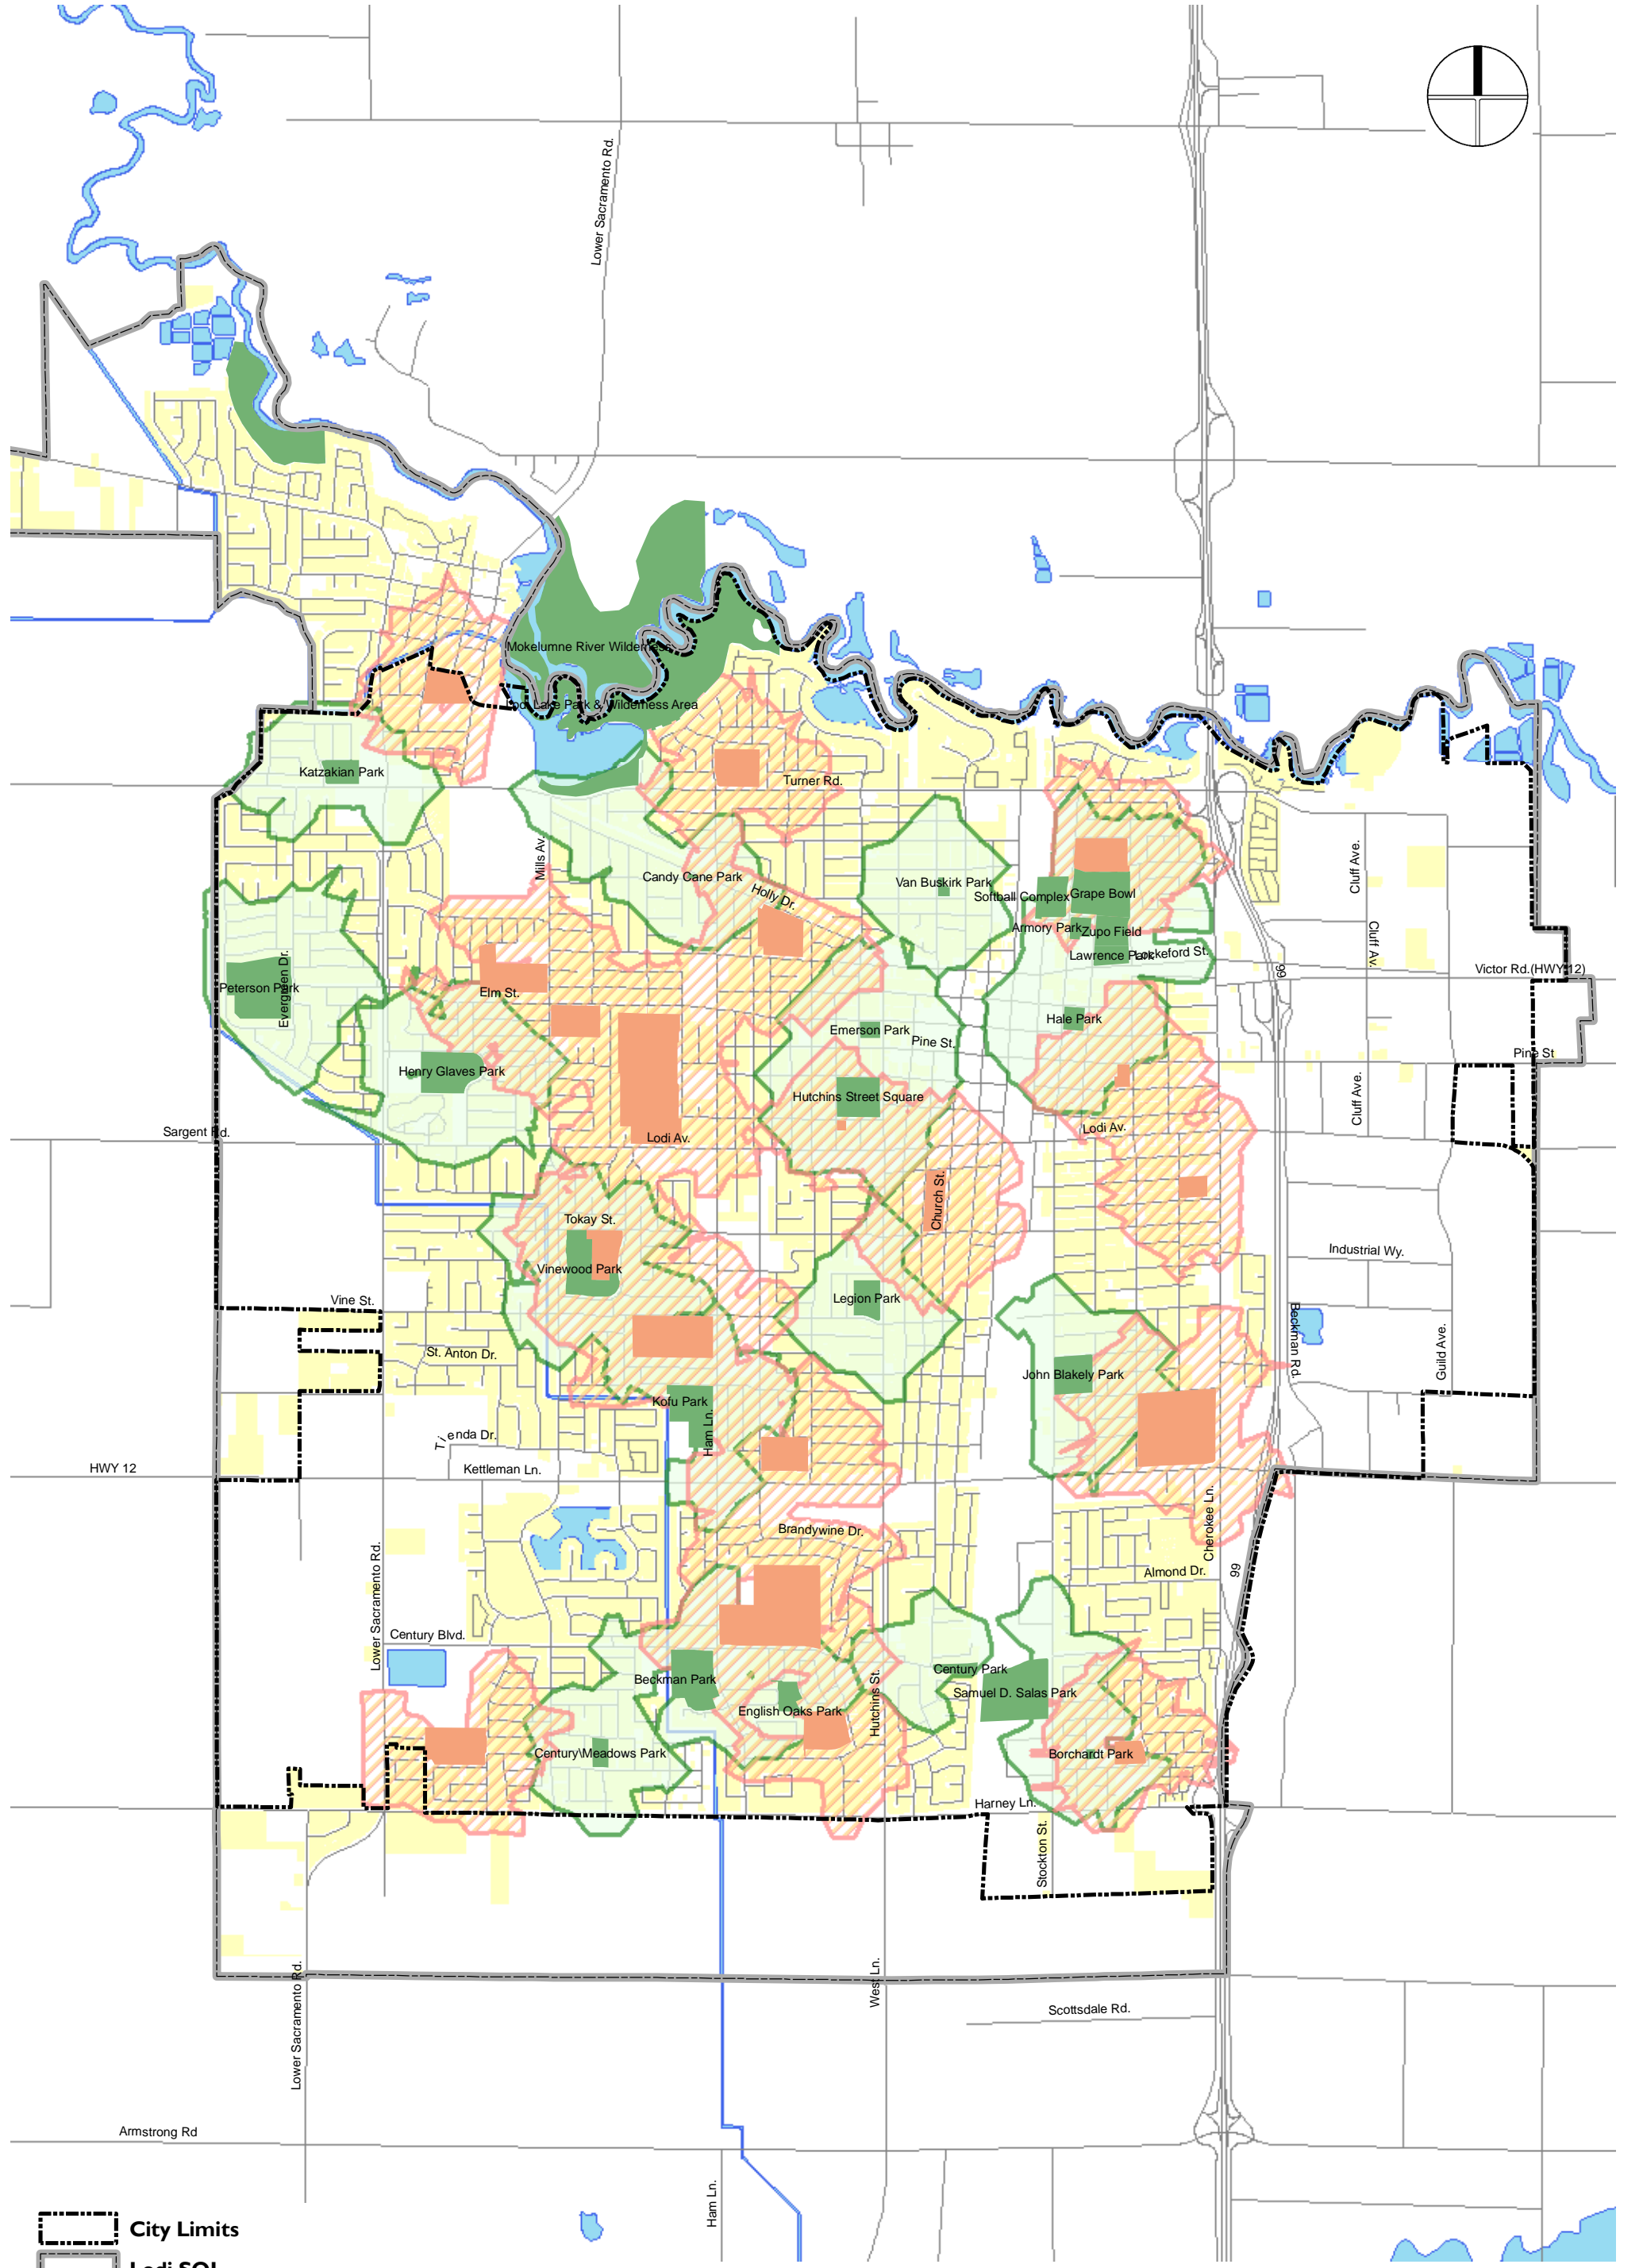 Lower Sacramento Rd.
Mokelumne River Wilderness
Lodi Lake Park & Wilderness Area
Katzakian Park
Turner Rd.
Mills Av.
Candy Cane Park
Holly Dr.
Van Buskirk Park
Softball Complex
Grape Bowl
Armory Park
Zupo Field
Lawrence Park
Lockeford St.
Cluff Ave.
Cluff Av.
99
Victor Rd.(HWY 12)
Peterson Park
Evergreen Dr.
Elm St.
Emerson Park
Pine St.
Hale Park
Pine St
Henry Glaves Park
Hutchins Street Square
Cluff Ave.
Sargent Rd.
Lodi Av.
Lodi Av.
Church St.
Tokay St.
Vinewood Park
Industrial Wy.
Legion Park
Vine St.
Beckman Rd.
Guild Ave.
St. Anton Dr.
John Blakely Park
Kofu Park
Ham Ln.
Tienda Dr.
HWY 12
Kettleman Ln.
Brandywine Dr.
Cherokee Ln.
Almond Dr.
99
Lower Sacramento Rd.
Century Blvd.
Beckman Park
Century Park
Samuel D. Salas Park
English Oaks Park
Hutchins St.
Century\Meadows Park
Borchardt Park
Harney Ln.
Stockton St.
West Ln.
Lower Sacramento Rd.
Scottsdale Rd.
Armstrong Rd
Ham Ln.
City Limits
Lodi SOI